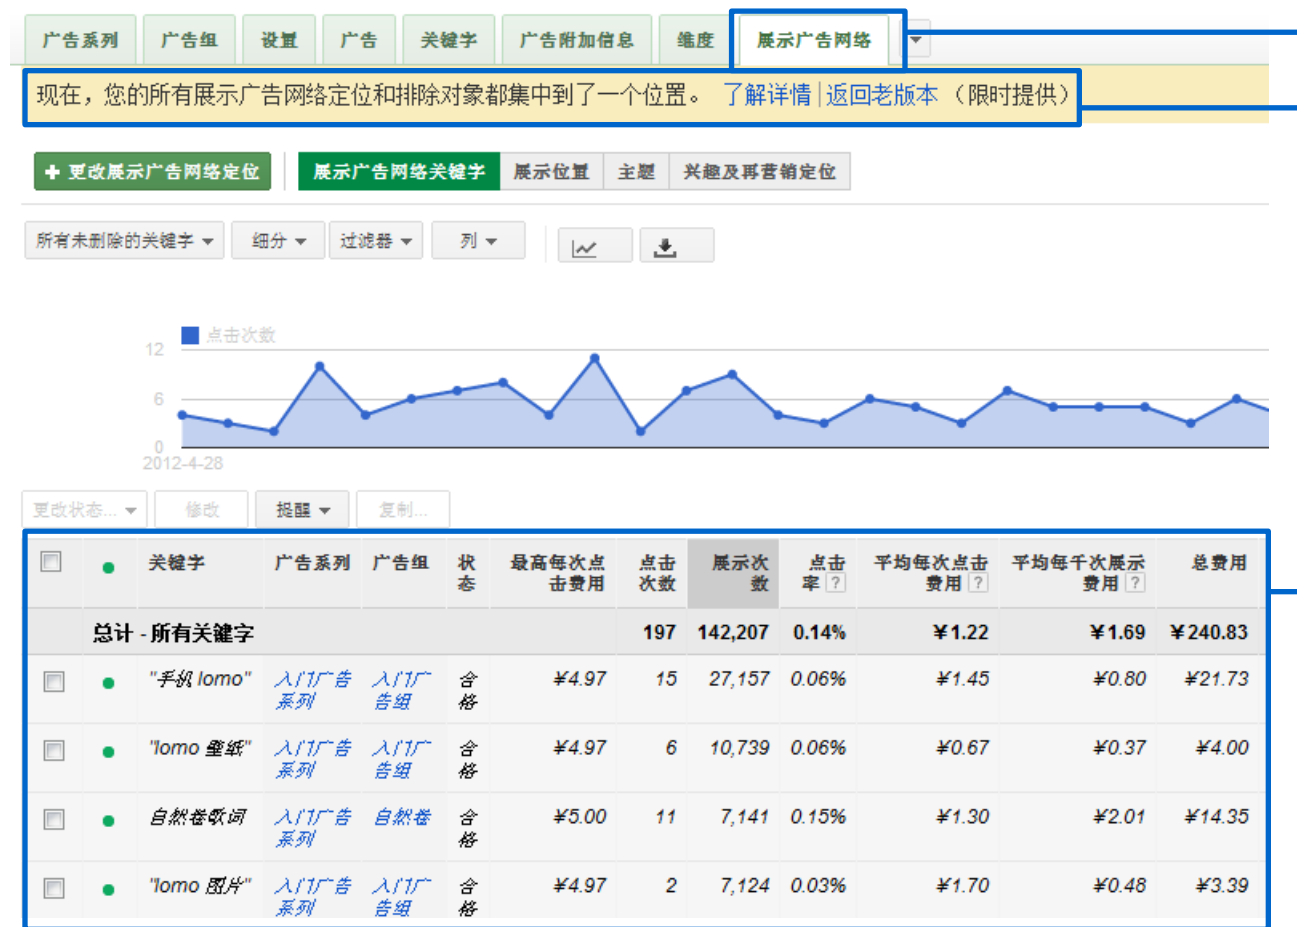 广告系列 广告组 设置 广告 关键字 广告附加信息 维度 展示广告网络
现在，您的所有展示广告网络定位和排除对象都集中到了一个位置。 了解详情|返回老版本 （限时提供）
+ 更改展示广告网络定位 展示广告网络关键字 展示位置 主题 兴趣及再营销定位
所有未删除的关键字 细分 过滤器 列
点击次数
12
6
0
2012-4-28
更改状态... 修改 提醒 复制...
关键字 广告系列 广告组 状态 最高每次点击费用 点击次数 展示次数 点击率 ? 平均每次点击费用 ? 平均每千次展示费用 ? 总费用
总计 - 所有关键字 197 142,207 0.14% ¥1.22 ¥1.69 ¥240.83
"手机 lomo" 入门广告系列 入门广告组 合格 ¥4.97 15 27,157 0.06% ¥1.45 ¥0.80 ¥21.73
"lomo 壁纸" 入门广告系列 入门广告组 合格 ¥4.97 6 10,739 0.06% ¥0.67 ¥0.37 ¥4.00
自然卷歌词 入门广告系列 自然卷 合格 ¥5.00 11 7,141 0.15% ¥1.30 ¥2.01 ¥14.35
"lomo 图片" 入门广告系列 入门广告组 合格 ¥4.97 2 7,124 0.03% ¥1.70 ¥0.48 ¥3.39